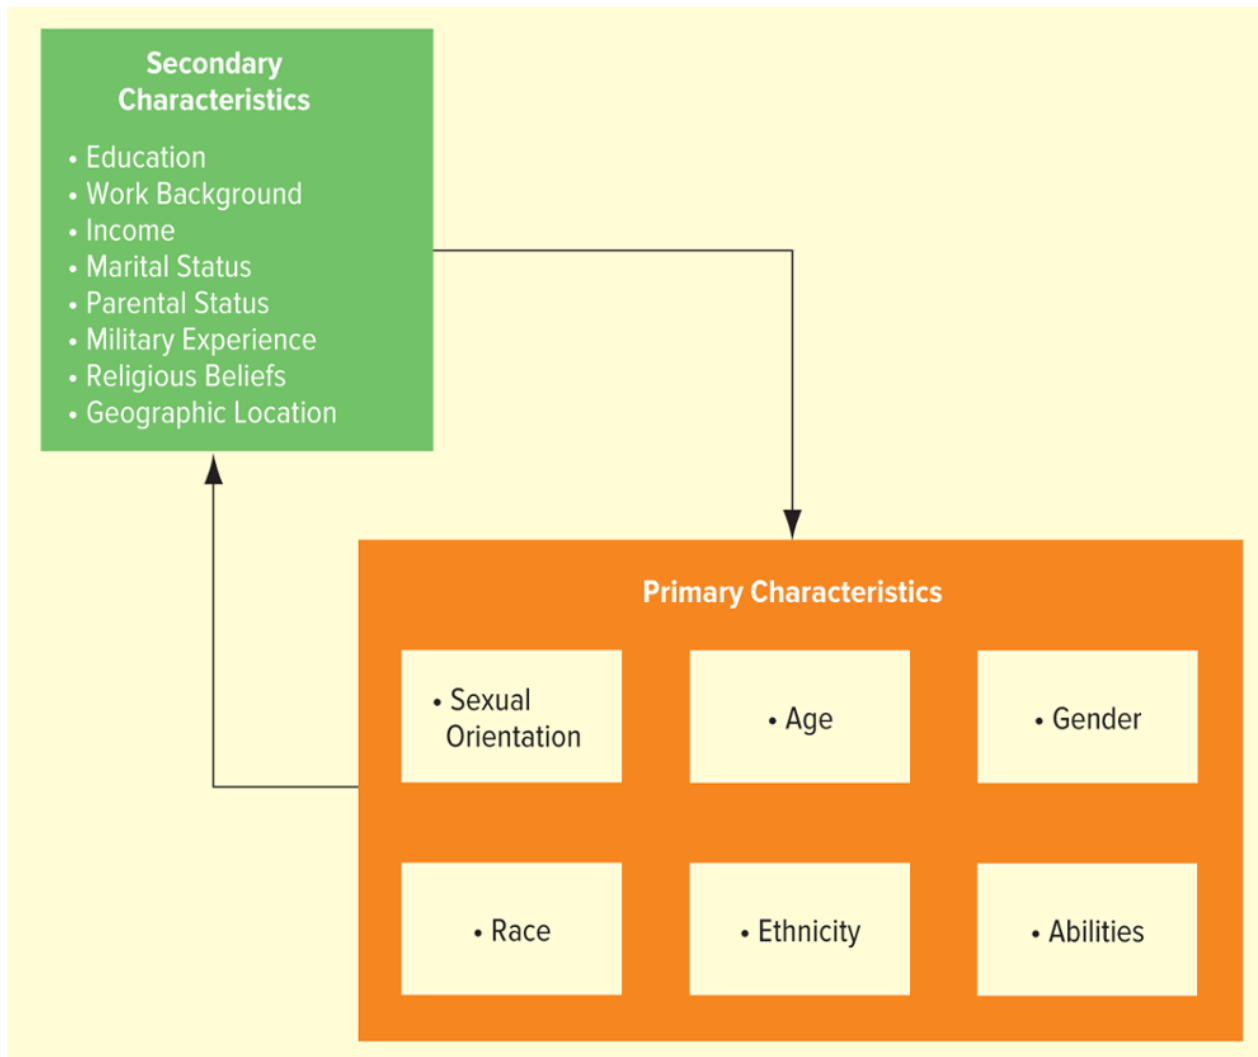 Secondary
Characteristics
• Education
• Work Background
• Income
• Marital Status
• Parental Status
• Military Experience
• Religious Beliefs
• Geographic Location
Primary Characteristics
• Sexual
Orientation
• Age
• Gender
• Race
• Ethnicity
• Abilities